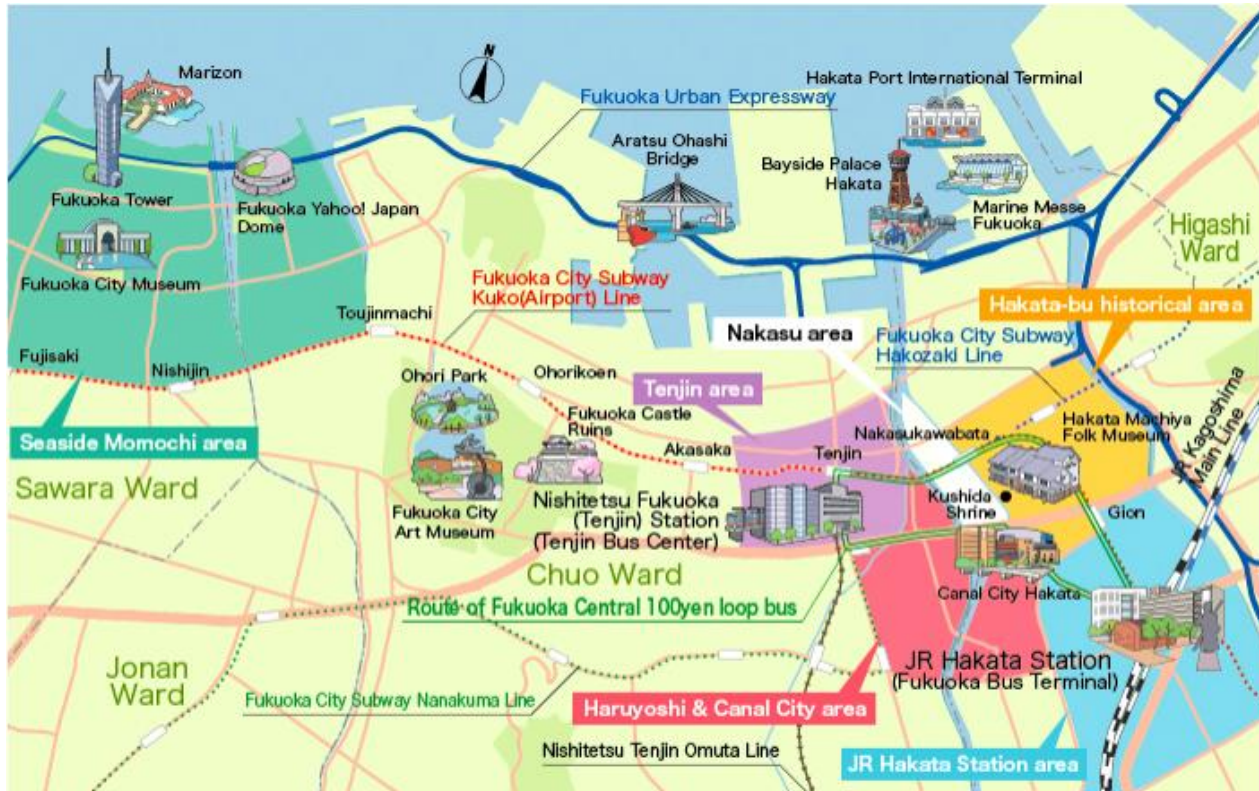 N
Marizon
Hakata Port International Terminal
Fukuoka Urban Expressway
Aratsu Ohashi
Bridge
Bayside Palace
Hakata
Fukuoka Tower
Fukuoka Yahoo! Japan
Dome
Marine Messe
Fukuoka
Higashi
Ward
Fukuoka City Museum
Fukuoka City Subway
Kuko(Airport) Line
Hakata-bu historical area
Toujinmachi
Nakasu area
Fukuoka City Subway
Hakozaki Line
Fujisaki
Nishijin
Ohori Park
Ohorikoen
Tenjin area
Fukuoka Castle
Ruins
Hakata Machiya
Folk Museum
JR Kagoshima
Main Line
Seaside Momochi area
Akasaka
Tenjin
Nakasukawabata
Sawara Ward
Nishitetsu Fukuoka
(Tenjin) Station
(Tenjin Bus Center)
Kushida
Shrine
Gion
Fukuoka City
Art Museum
Chuo Ward
Canal City Hakata
Route of Fukuoka Central 100yen loop bus
Jonan
Ward
JR Hakata Station
(Fukuoka Bus Terminal)
Fukuoka City Subway Nanakuma Line
Haruyoshi & Canal City area
Nishitetsu Tenjin Omuta Line
JR Hakata Station area